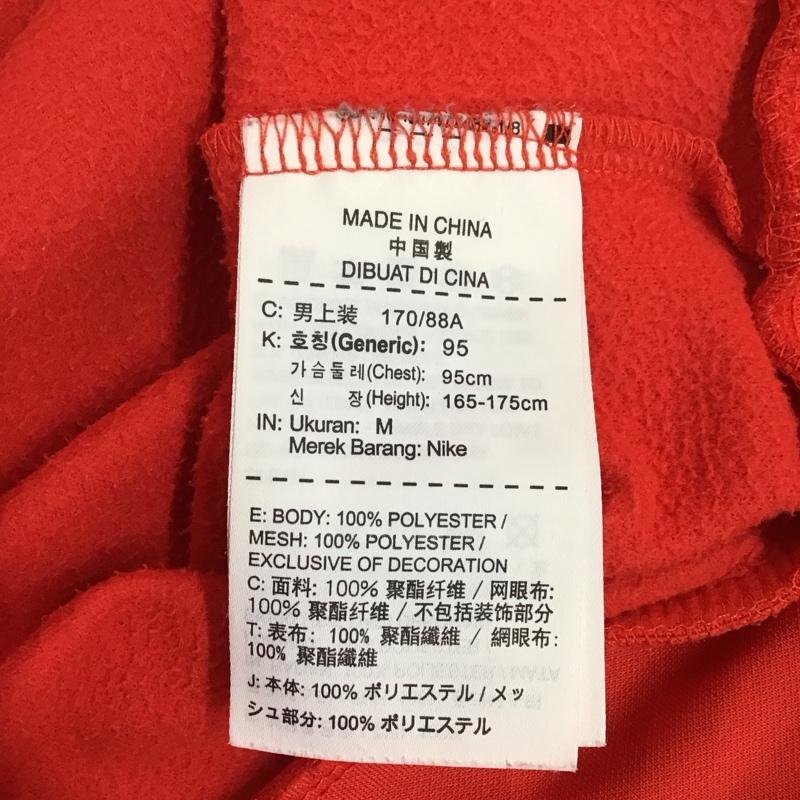 MADE IN CHINA
中国製
DIBUAT DI CINA
C: 男上装 170/88A
K: 호칭(Generic): 95
가슴둘레(Chest): 95cm
신 장(Height): 165-175cm
IN: Ukuran: M
Merek Barang: Nike
E: BODY: 100% POLYESTER /
MESH: 100% POLYESTER /
EXCLUSIVE OF DECORATION
C: 面料: 100% 聚酯纤维 / 网眼布:
100% 聚酯纤维 / 不包括装饰部分
T: 表布: 100% 聚酯纖維 / 網眼布:
100% 聚酯纖維
J: 本体: 100% ポリエステル / メッ
シュ部分: 100% ポリエステル